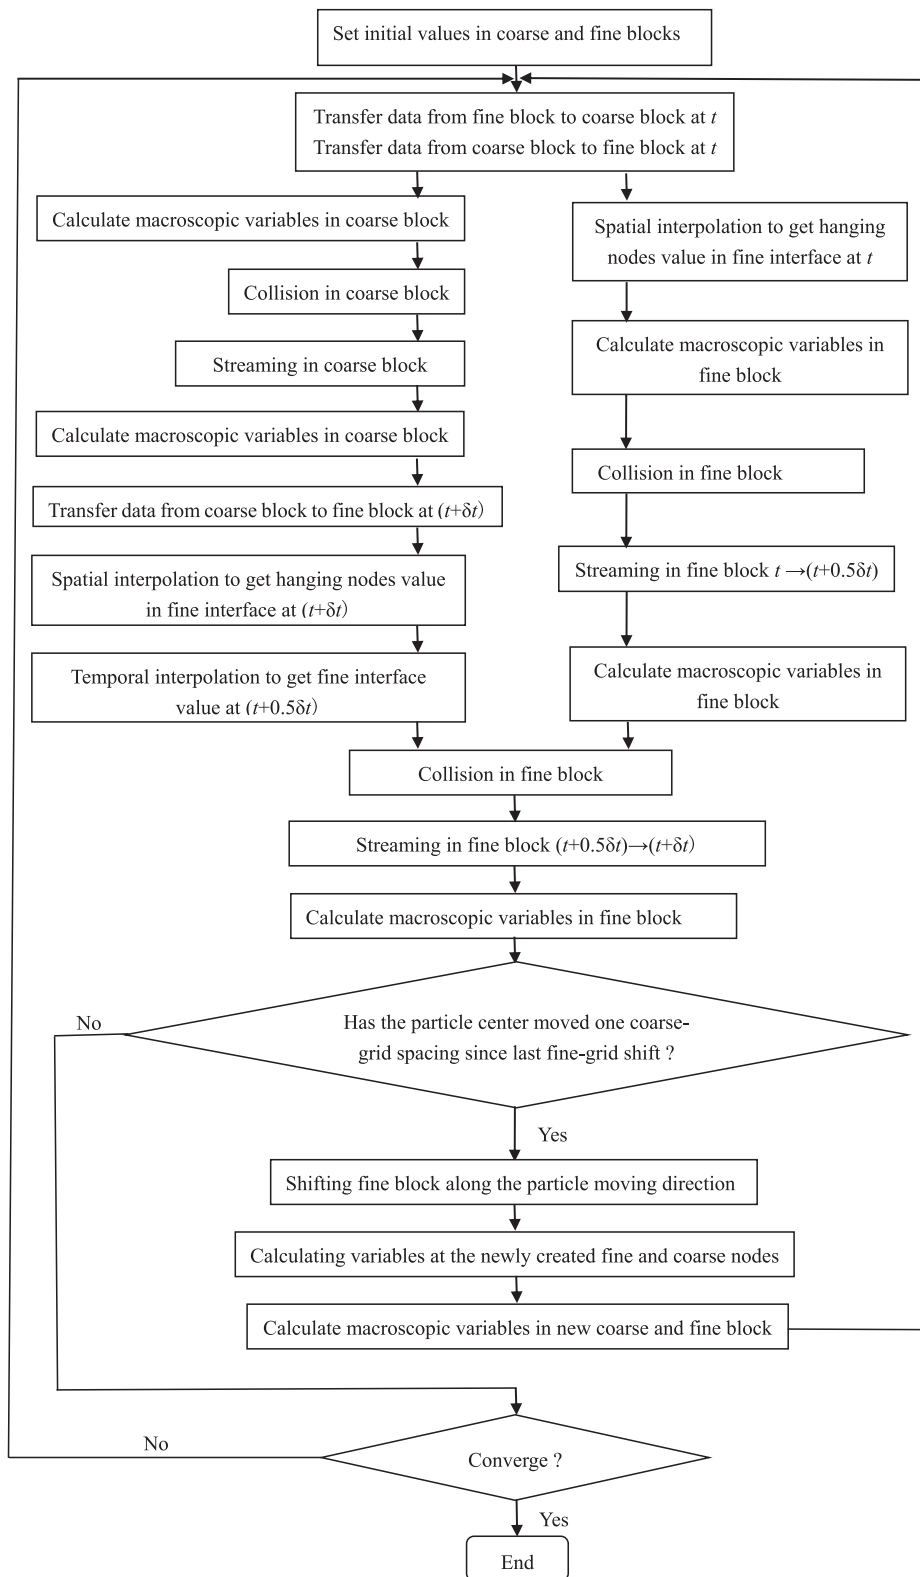 Set initial values in coarse and fine blocks
Transfer data from fine block to coarse block at t
Transfer data from coarse block to fine block at t
Calculate macroscopic variables in coarse block
Collision in coarse block
Streaming in coarse block
Calculate macroscopic variables in coarse block
Transfer data from coarse block to fine block at (t+δt)
Spatial interpolation to get hanging nodes value
in fine interface at (t+δt)
Temporal interpolation to get fine interface
value at (t+0.5δt)
Spatial interpolation to get hanging
nodes value in fine interface at t
Calculate macroscopic variables in
fine block
Collision in fine block
Streaming in fine block t →(t+0.5δt)
Calculate macroscopic variables in
fine block
Collision in fine block
Streaming in fine block (t+0.5δt)→(t+δt)
Calculate macroscopic variables in fine block
No
Has the particle center moved one coarse-
grid spacing since last fine-grid shift ?
Yes
Shifting fine block along the particle moving direction
Calculating variables at the newly created fine and coarse nodes
Calculate macroscopic variables in new coarse and fine block
No
Converge ?
Yes
End